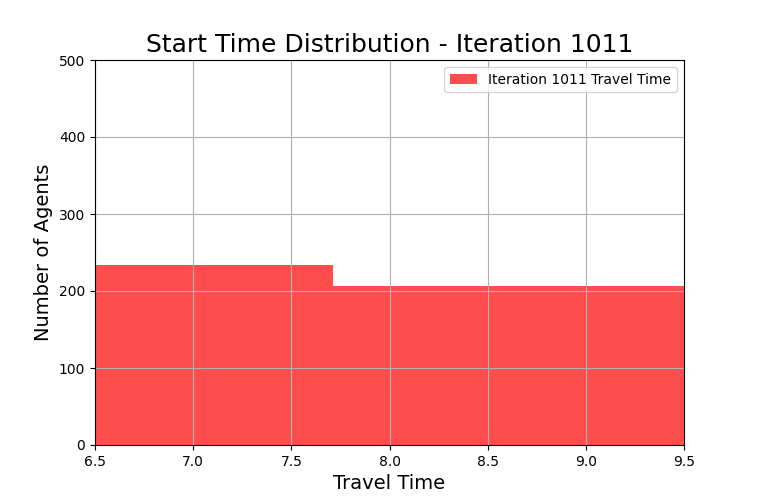 Start Time Distribution - Iteration 1011
Iteration 1011 Travel Time
Number of Agents
500
400
300
200
100
0
6.5 7.0 7.5 8.0 8.5 9.0 9.5
Travel Time